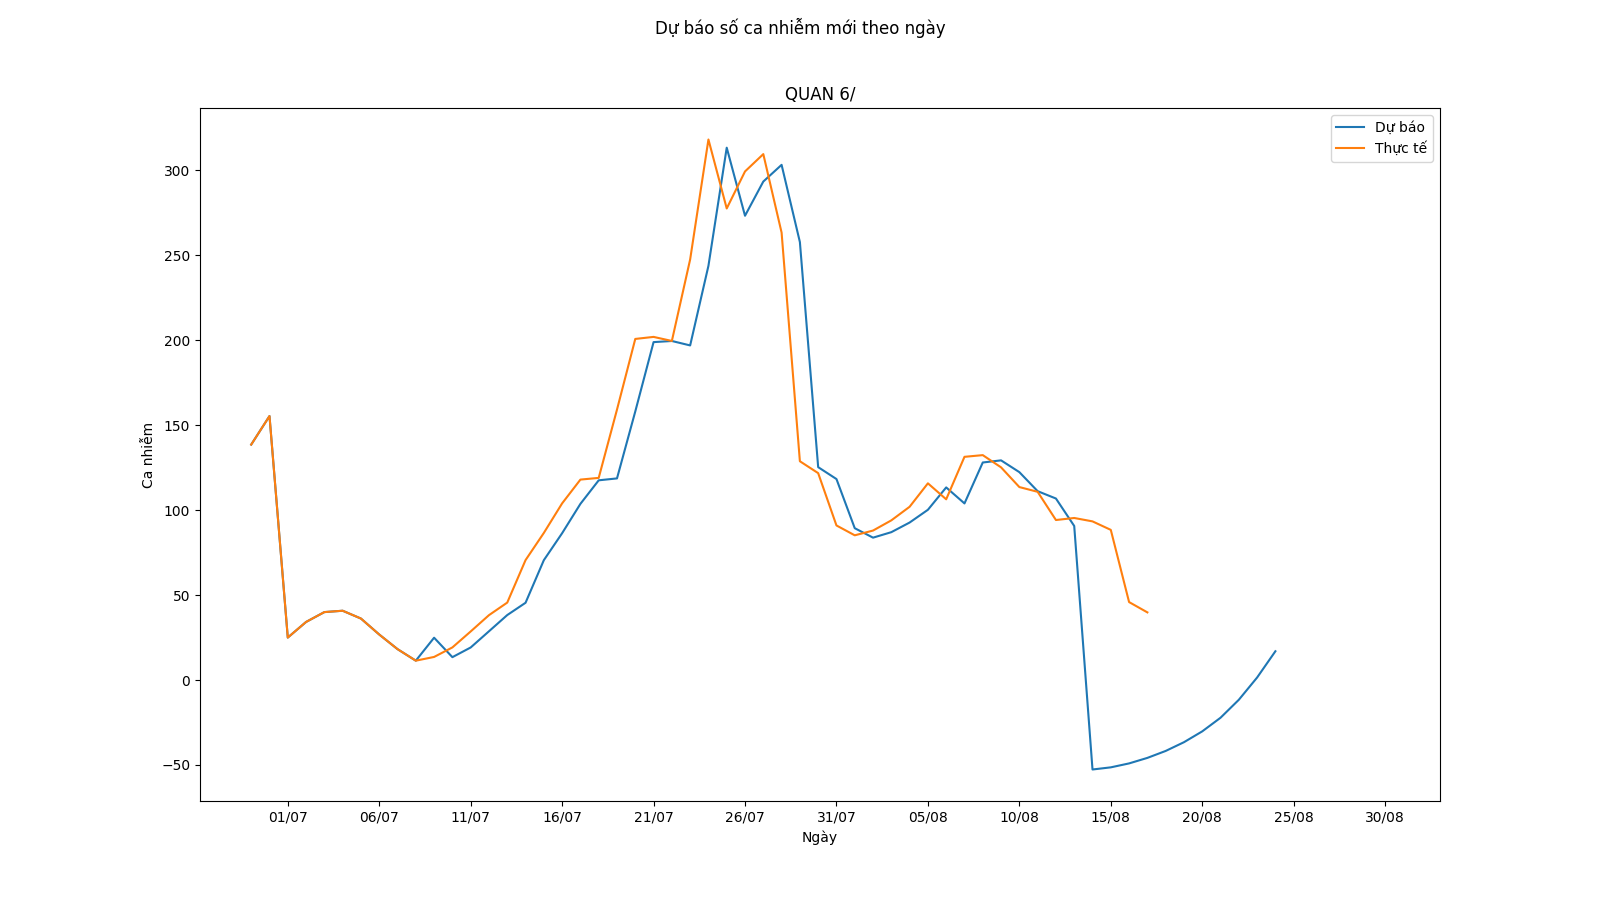 Dự báo số ca nhiễm mới theo ngày
QUAN 6/
Dự báo
Thực tế
Ca nhiễm
300
250
200
150
100
50
0
−50
01/07 06/07 11/07 16/07 21/07 26/07 31/07 05/08 10/08 15/08 20/08 25/08 30/08
Ngày